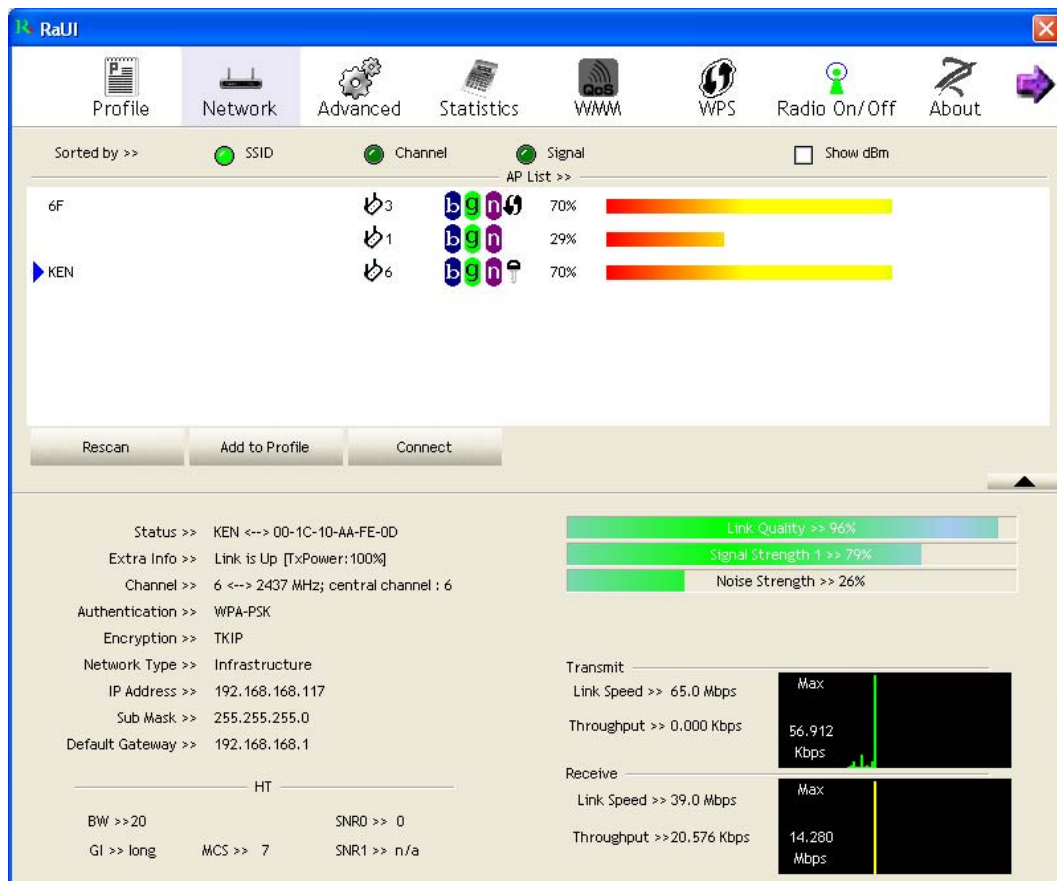 RaUI
Profile Network Advanced Statistics WMM WPS Radio On/Off About
QoS
Sorted by >> SSID Channel Signal Show dBm
AP List >>
6F 3 b g n 70%
1 b g n 29%
KEN 6 b g n 70%
Rescan Add to Profile Connect
Status >> KEN <--> 00-1C-10-AA-FE-0D
Extra Info >> Link is Up [TxPower:100%]
Channel >> 6 <--> 2437 MHz; central channel : 6
Authentication >> WPA-PSK
Encryption >> TKIP
Network Type >> Infrastructure
IP Address >> 192.168.168.117
Sub Mask >> 255.255.255.0
Default Gateway >> 192.168.168.1
HT
BW >>20 SNR0 >> 0
GI >> long MCS >> 7 SNR1 >> n/a
Link Quality >> 96%
Signal Strength 1 >> 79%
Noise Strength >> 26%
Transmit
Link Speed >> 65.0 Mbps
Throughput >> 0.000 Kbps
Max
56.912
Kbps
Receive
Link Speed >> 39.0 Mbps
Throughput >>20.576 Kbps
Max
14.280
Mbps